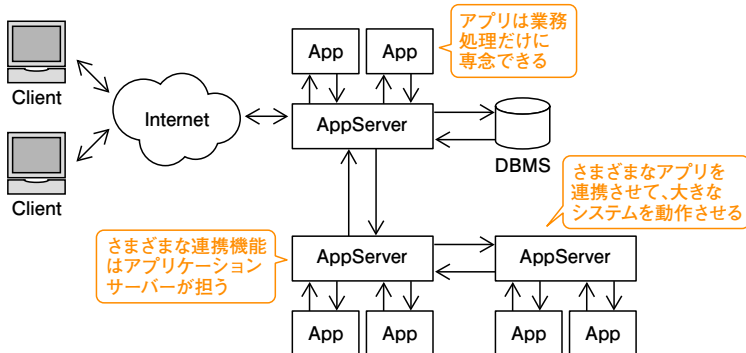 App
App
アプリは業務
処理だけに
専念できる
Client
Internet
AppServer
DBMS
Client
さまざまなアプリを
連携させて、大きな
システムを動作させる
さまざまな連携機能
はアプリケーション
サーバーが担う
AppServer
AppServer
App
App
App
App